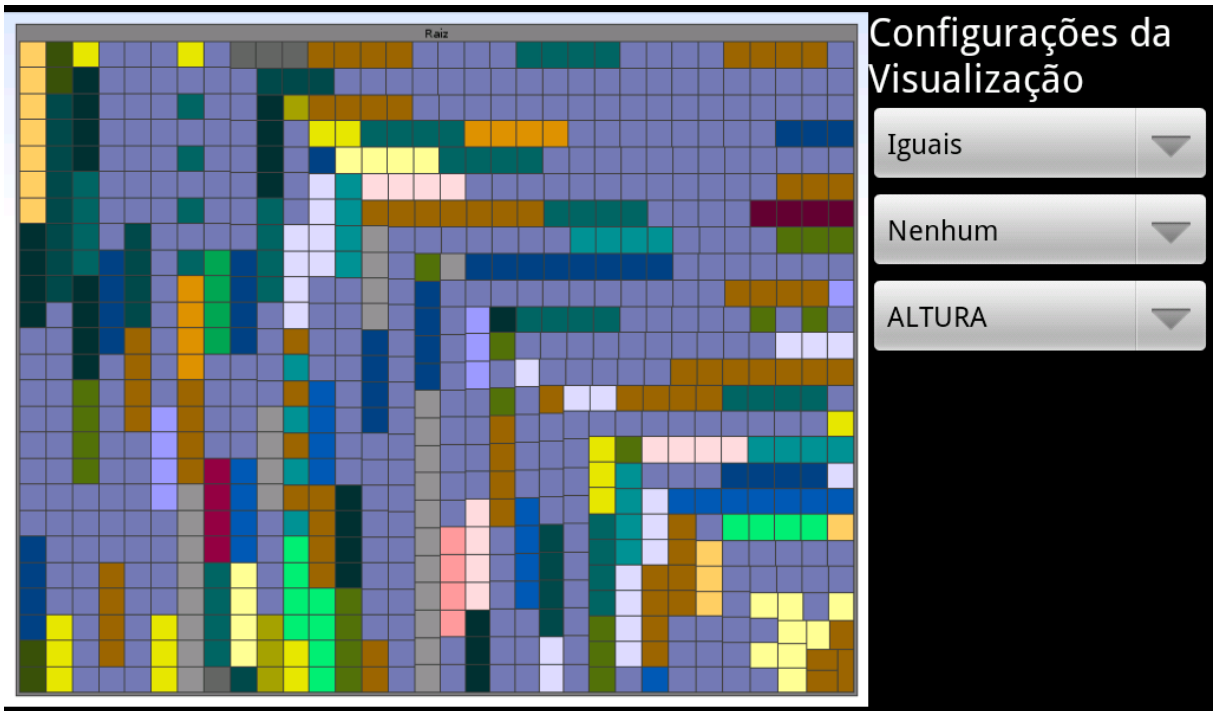 Raiz
Configurações da
Visualização
Iguais
Nenhum
ALTURA